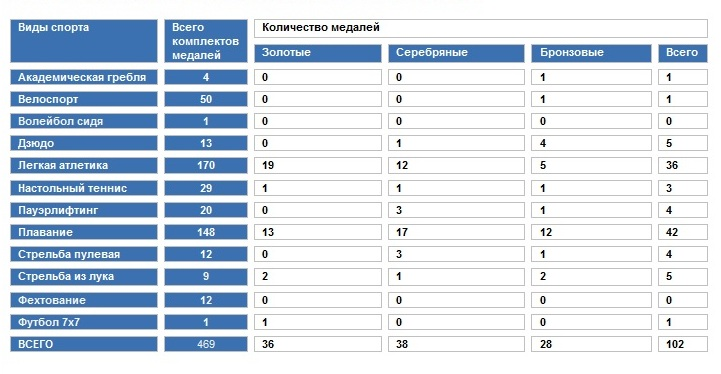 Виды спорта Всего комплектов медалей Количество медалей
Золотые Серебряные Бронзовые Всего
Академическая гребля 4 0 0 1 1
Велоспорт 50 0 0 1 1
Волейбол сидя 1 0 0 0 0
Дзюдо 13 0 1 4 5
Легкая атлетика 170 19 12 5 36
Настольный теннис 29 1 1 1 3
Пауэрлифтинг 20 0 3 1 4
Плавание 148 13 17 12 42
Стрельба пулевая 12 0 3 1 4
Стрельба из лука 9 2 1 2 5
Фехтование 12 0 0 0 0
Футбол 7х7 1 1 0 0 1
ВСЕГО 469 36 38 28 102